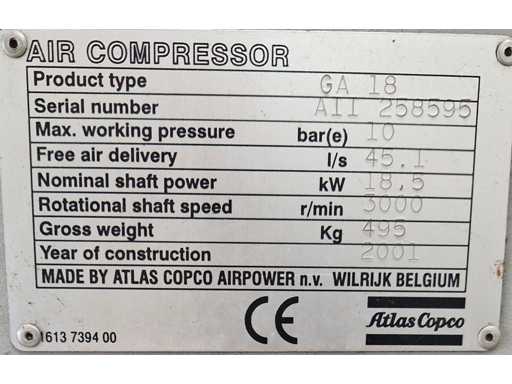 AIR COMPRESSOR
Product type GA 18
Serial number AII 258595
Max. working pressure bar(e) 10
Free air delivery l/s 45.1
Nominal shaft power kW 18,5
Rotational shaft speed r/min 3000
Gross weight Kg 495
Year of construction 2001
MADE BY ATLAS COPCO AIRPOWER n.v. WILRIJK BELGIUM
CE
Atlas Copco
1613 7394 00